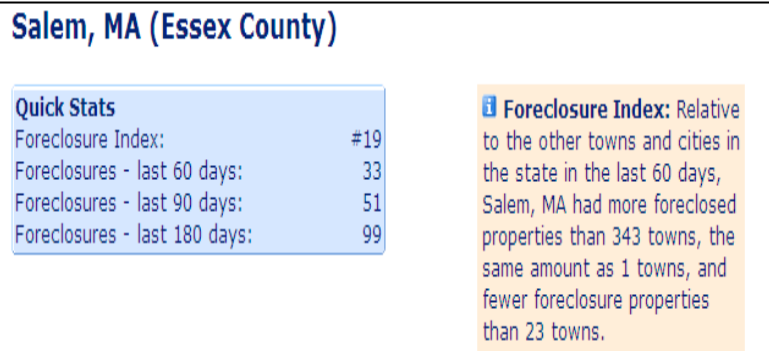 Salem, MA (Essex County)
Quick Stats
Foreclosure Index: #19
Foreclosures - last 60 days: 33
Foreclosures - last 90 days: 51
Foreclosures - last 180 days: 99
i Foreclosure Index: Relative
to the other towns and cities in
the state in the last 60 days,
Salem, MA had more foreclosed
properties than 343 towns, the
same amount as 1 towns, and
fewer foreclosure properties
than 23 towns.